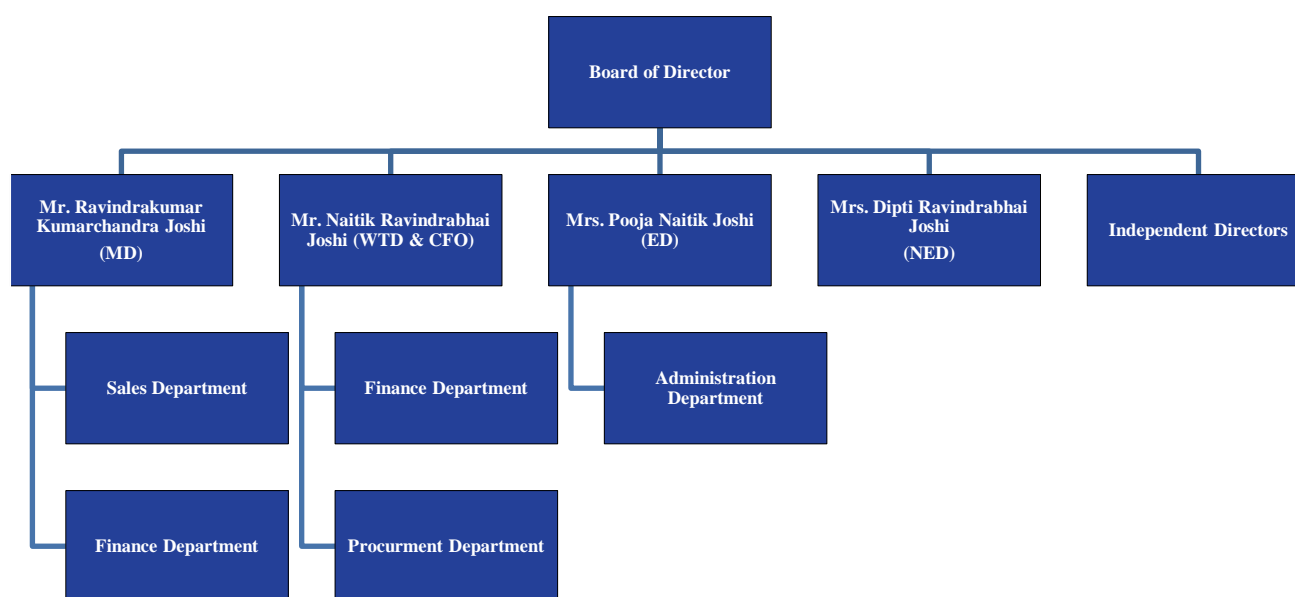 Board of Director
Mr. Ravindrakumar
Kumarchandra Joshi
(MD)
Mr. Naitik Ravindrabhai
Joshi (WTD & CFO)
Mrs. Pooja Naitik Joshi
(ED)
Mrs. Dipti Ravindrabhai
Joshi
(NED)
Independent Directors
Sales Department
Finance Department
Administration
Department
Finance Department
Procurment Department